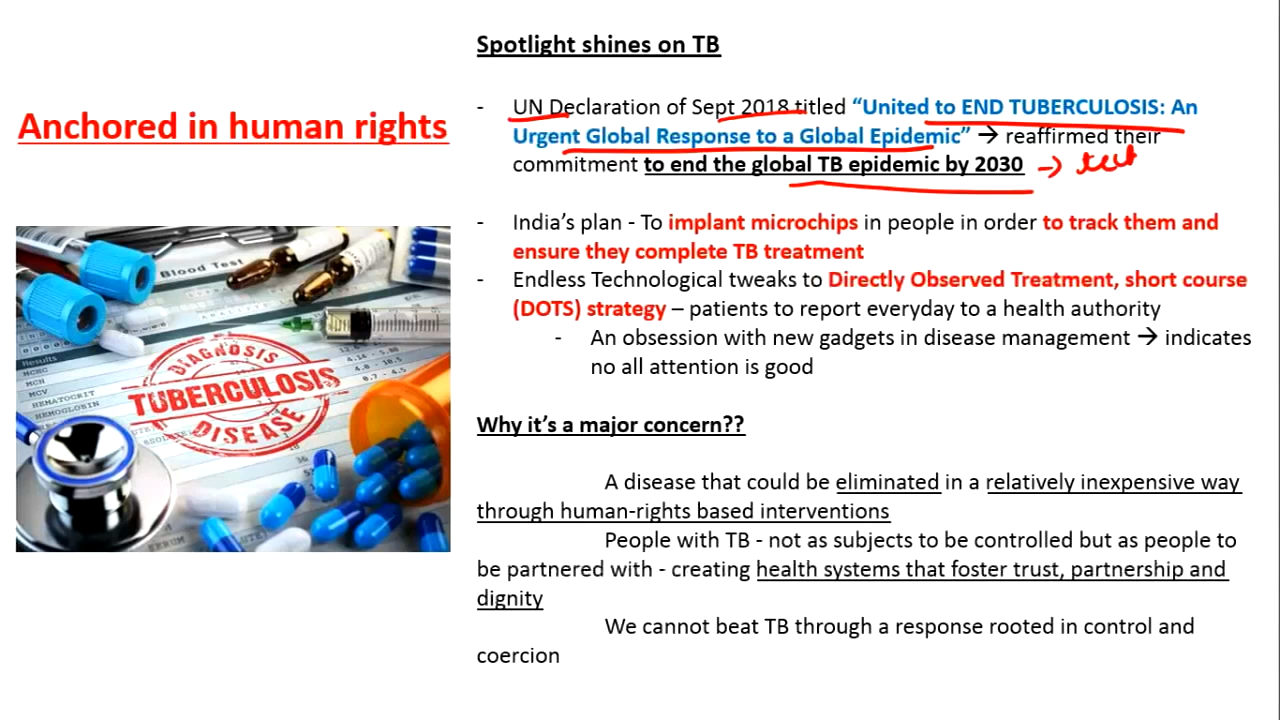 Spotlight shines on TB
Anchored in human rights
- UN Declaration of Sept 2018 titled “United to END TUBERCULOSIS: An
Urgent Global Response to a Global Epidemic” → reaffirmed their
commitment to end the global TB epidemic by 2030 →
- India’s plan - To implant microchips in people in order to track them and
ensure they complete TB treatment
- Endless Technological tweaks to Directly Observed Treatment, short course
(DOTS) strategy – patients to report everyday to a health authority
- An obsession with new gadgets in disease management → indicates
no all attention is good
Why it’s a major concern??
A disease that could be eliminated in a relatively inexpensive way
through human-rights based interventions
People with TB - not as subjects to be controlled but as people to
be partnered with - creating health systems that foster trust, partnership and
dignity
We cannot beat TB through a response rooted in control and
coercion
Blood Test
Results
MCHC
MCH
MCV
HEMATOCRIT
HEMOGLOBIN
DIAGNOSIS
TUBERCULOSIS
DISEASE